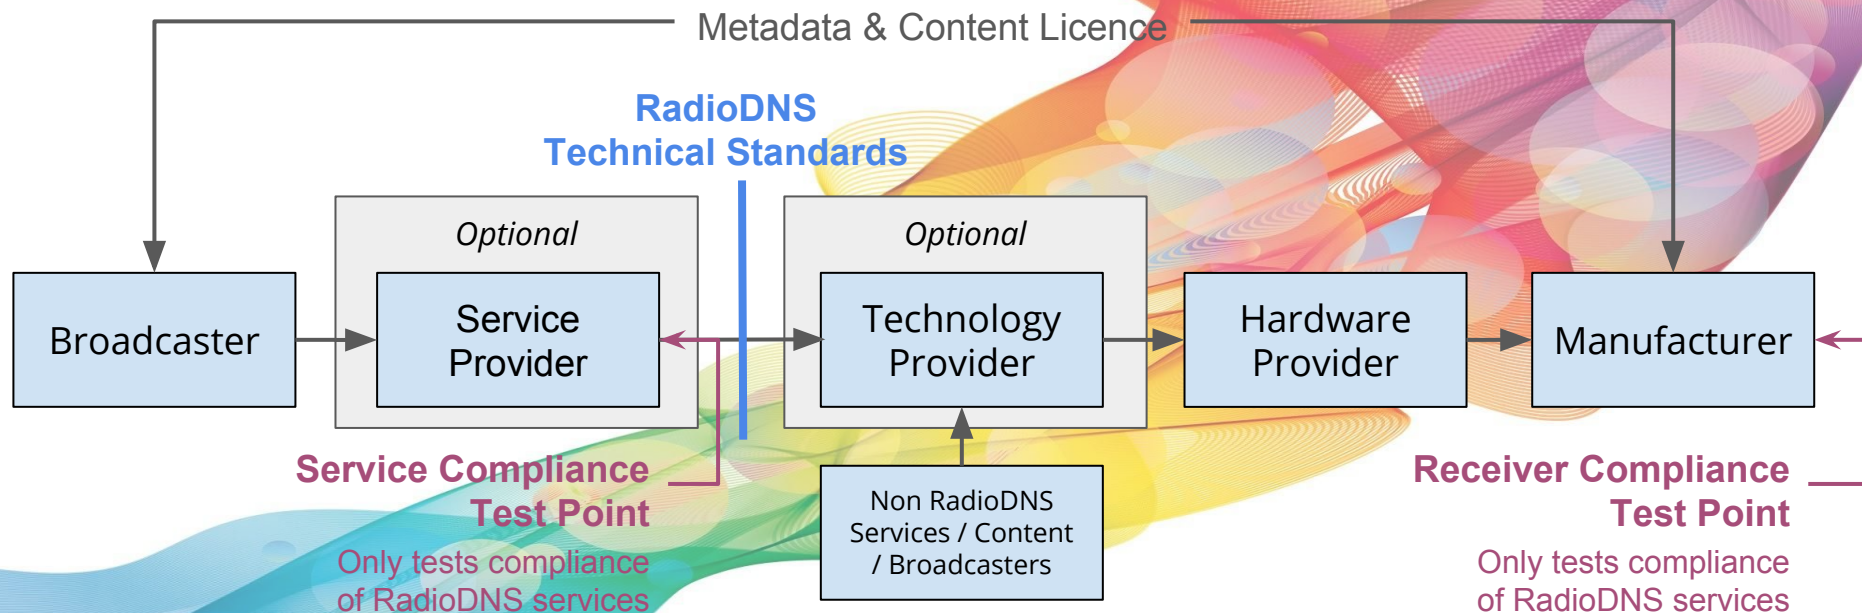 Metadata & Content Licence
RadioDNS
Technical Standards
Optional
Optional
Broadcaster
Service
Provider
Technology
Provider
Hardware
Provider
Manufacturer
Service Compliance
Test Point
Only tests compliance
of RadioDNS services
Non RadioDNS
Services / Content
/ Broadcasters
Receiver Compliance
Test Point
Only tests compliance
of RadioDNS services